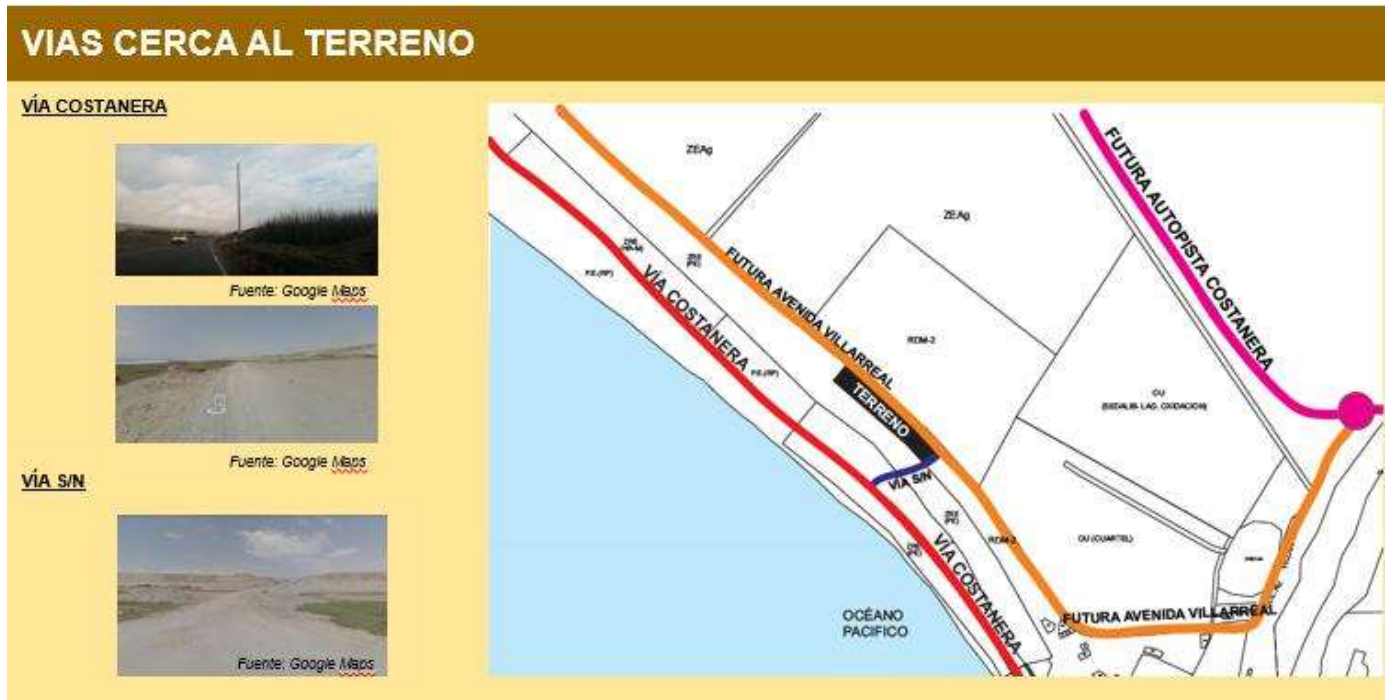 VIAS CERCA AL TERRENO
VÍA COSTANERA
Fuente: Google Maps
Fuente: Google Maps
VÍA S/N
Fuente: Google Maps
ZEAg
ZEAg
FUTURA AUTOPISTA COSTANERA
FUTURA AVENIDA VILLARREAL
VÍA COSTANERA
RDM-2
TERRENO
OU
VÍA S/N
RDM-2
OU (CUARTEL)
VÍA COSTANERA
FUTURA AVENIDA VILLARREAL
OCÉANO
PACIFICO